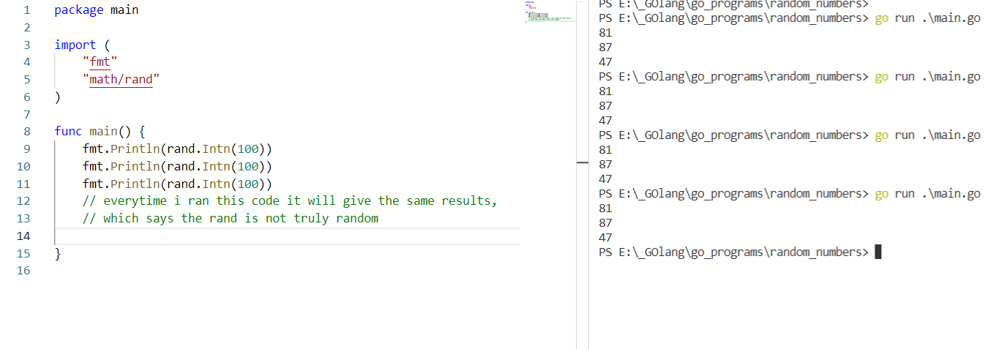 1 package main
2
3 import (
4 "fmt"
5 "math/rand"
6 )
7
8 func main() {
9 fmt.Println(rand.Intn(100))
10 fmt.Println(rand.Intn(100))
11 fmt.Println(rand.Intn(100))
12 // everytime i ran this code it will give the same results,
13 // which says the rand is not truly random
14
15 }
16
PS E:\_GOlang\go_programs\random_numbers>
PS E:\_GOlang\go_programs\random_numbers> go run .\main.go
81
87
47
PS E:\_GOlang\go_programs\random_numbers> go run .\main.go
81
87
47
PS E:\_GOlang\go_programs\random_numbers> go run .\main.go
81
87
47
PS E:\_GOlang\go_programs\random_numbers> go run .\main.go
81
87
47
PS E:\_GOlang\go_programs\random_numbers>